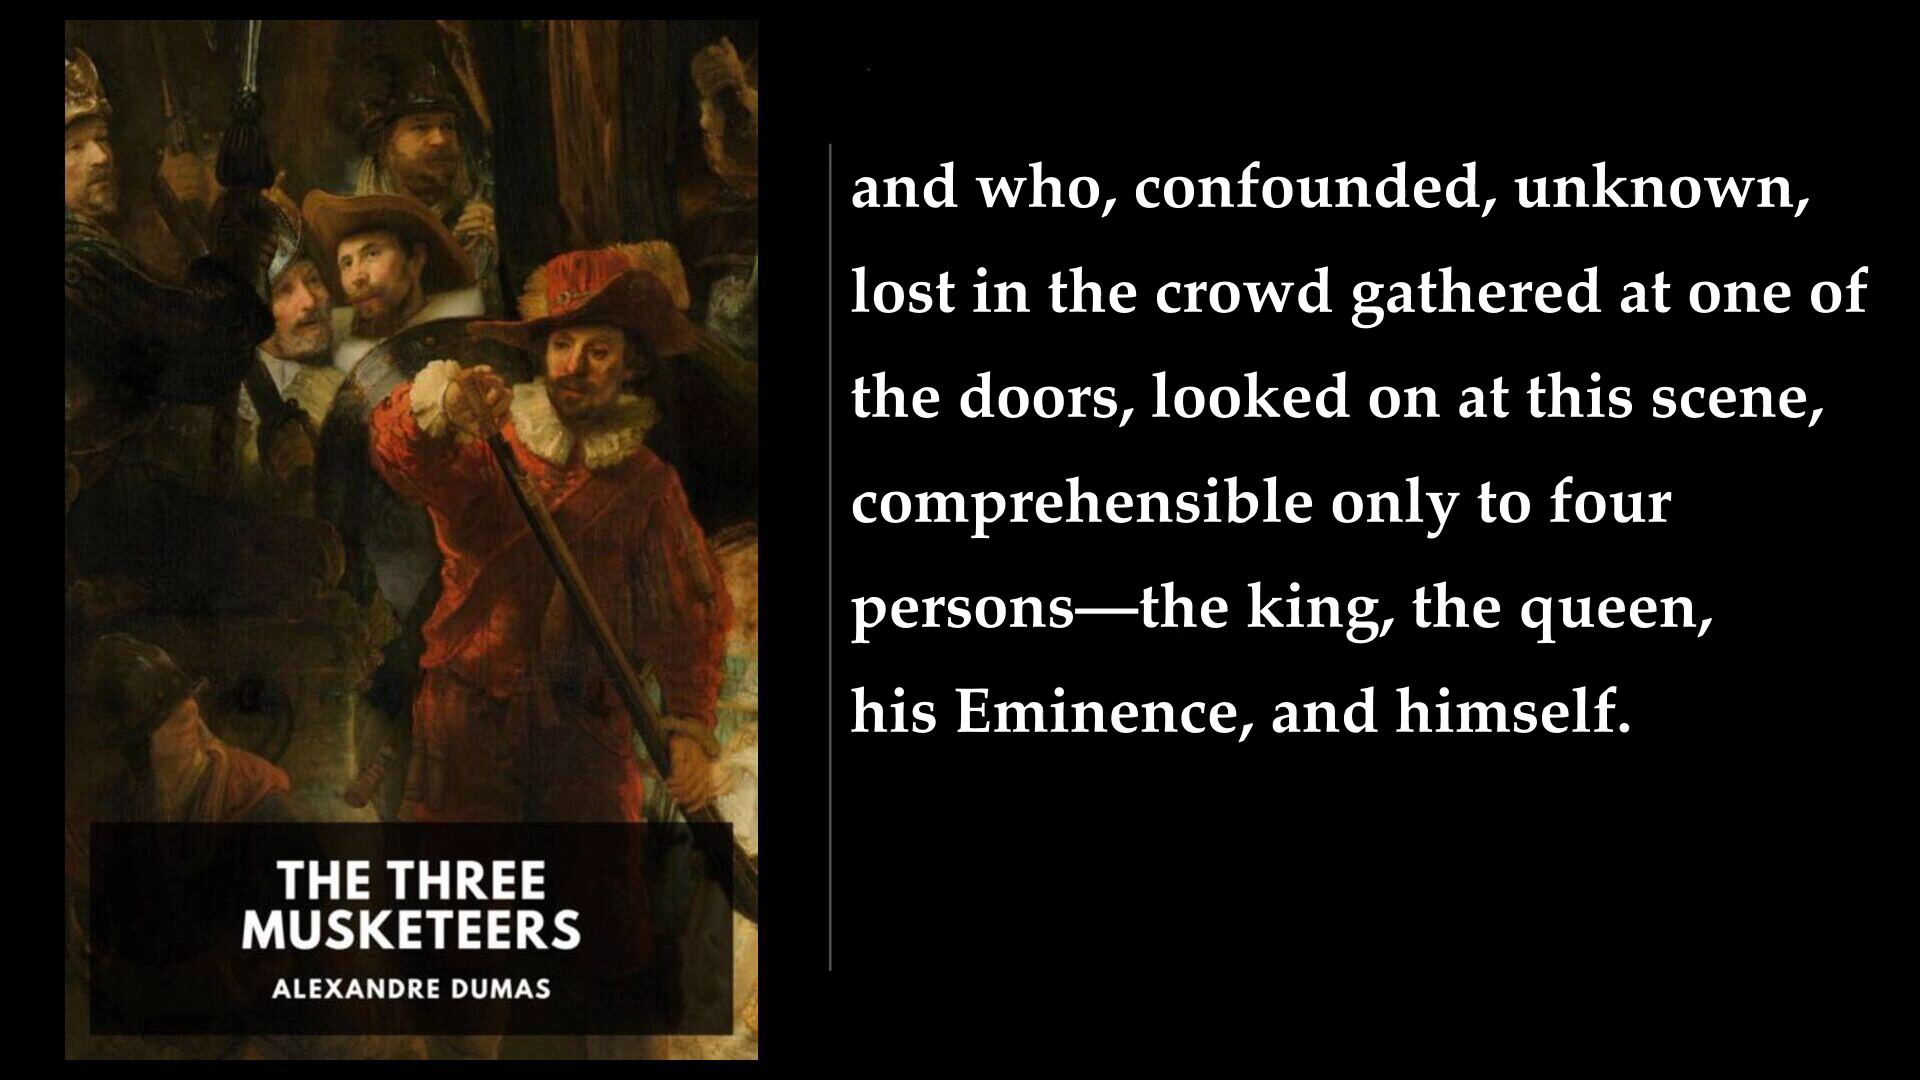 and who, confounded, unknown,
lost in the crowd gathered at one of
the doors, looked on at this scene,
comprehensible only to four
persons—the king, the queen,
his Eminence, and himself.
THE THREE
MUSKETEERS
ALEXANDRE DUMAS